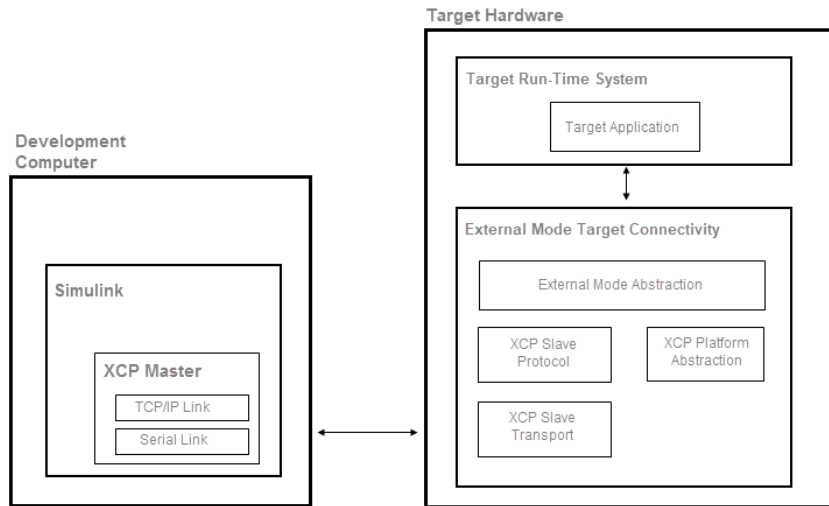 Target Hardware
Target Run-Time System
Target Application
Development
Computer
External Mode Target Connectivity
External Mode Abstraction
Simulink
XCP Slave
Protocol
XCP Platform
Abstraction
XCP Master
TCP/IP Link
Serial Link
XCP Slave
Transport